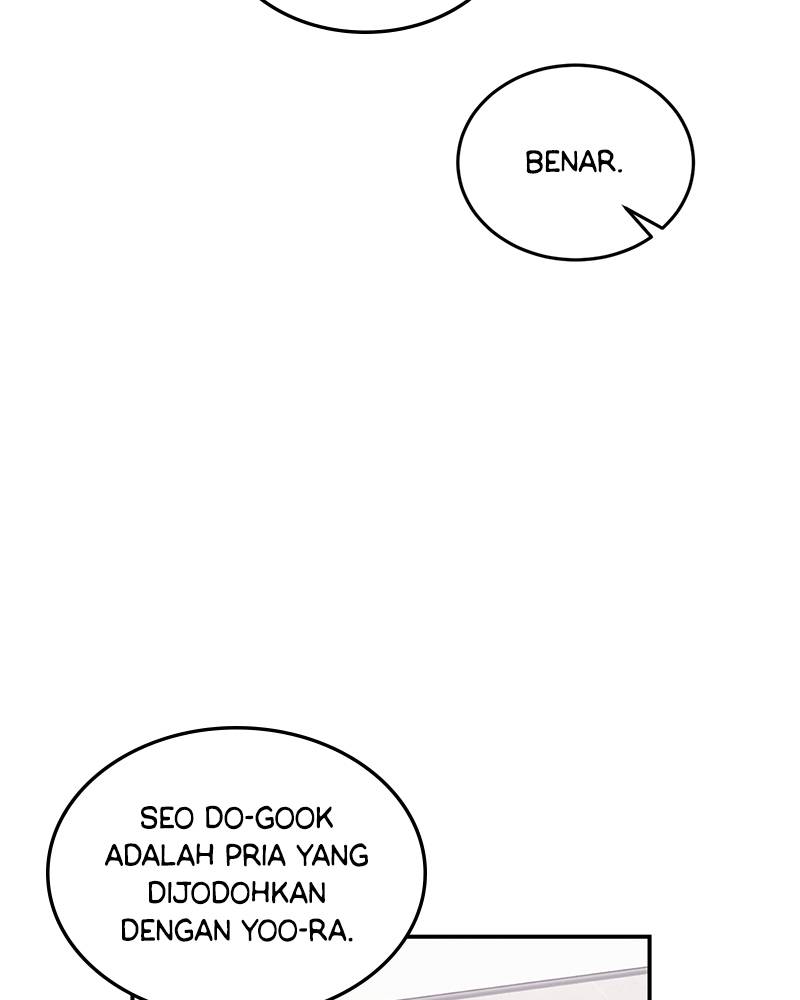 BENAR.
SEO DO-GOOK
ADALAH PRIA YANG
DIJODOHKAN
DENGAN YOO-RA.